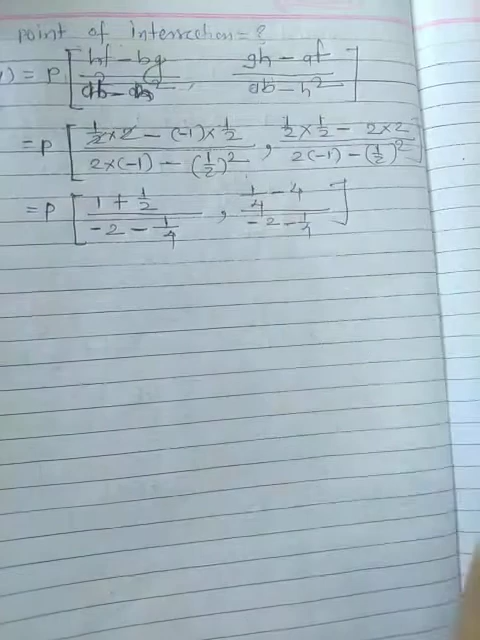 point of interraction = ?
) = P [ hf - bg / ab - h², gh - af / ab - h² ]
= P [ 1/2 × 2 - (-1) × 1/2 / 2×(-1) - (1/2)², 1/2 × 1/2 - 2×2 / 2(-1) - (1/2)² ]
= P [ 1 + 1/2 / -2 - 1/4, 1/4 - 4 / -2 - 1/4 ]